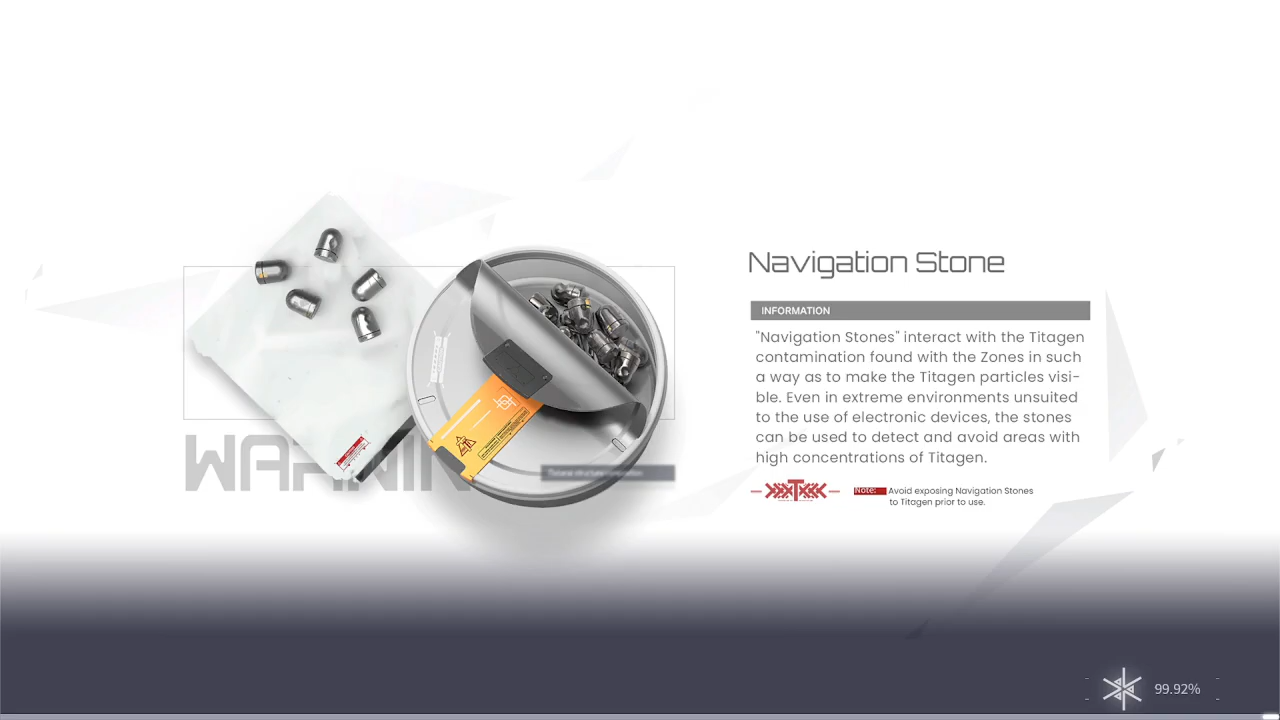 Navigation Stone
INFORMATION
"Navigation Stones" interact with the Titagen
contamination found with the Zones in such
a way as to make the Titagen particles visi-
ble. Even in extreme environments unsuited
to the use of electronic devices, the stones
can be used to detect and avoid areas with
high concentrations of Titagen.
Note: Avoid exposing Navigation Stones
to Titagen prior to use.
WARNIN
99.92%